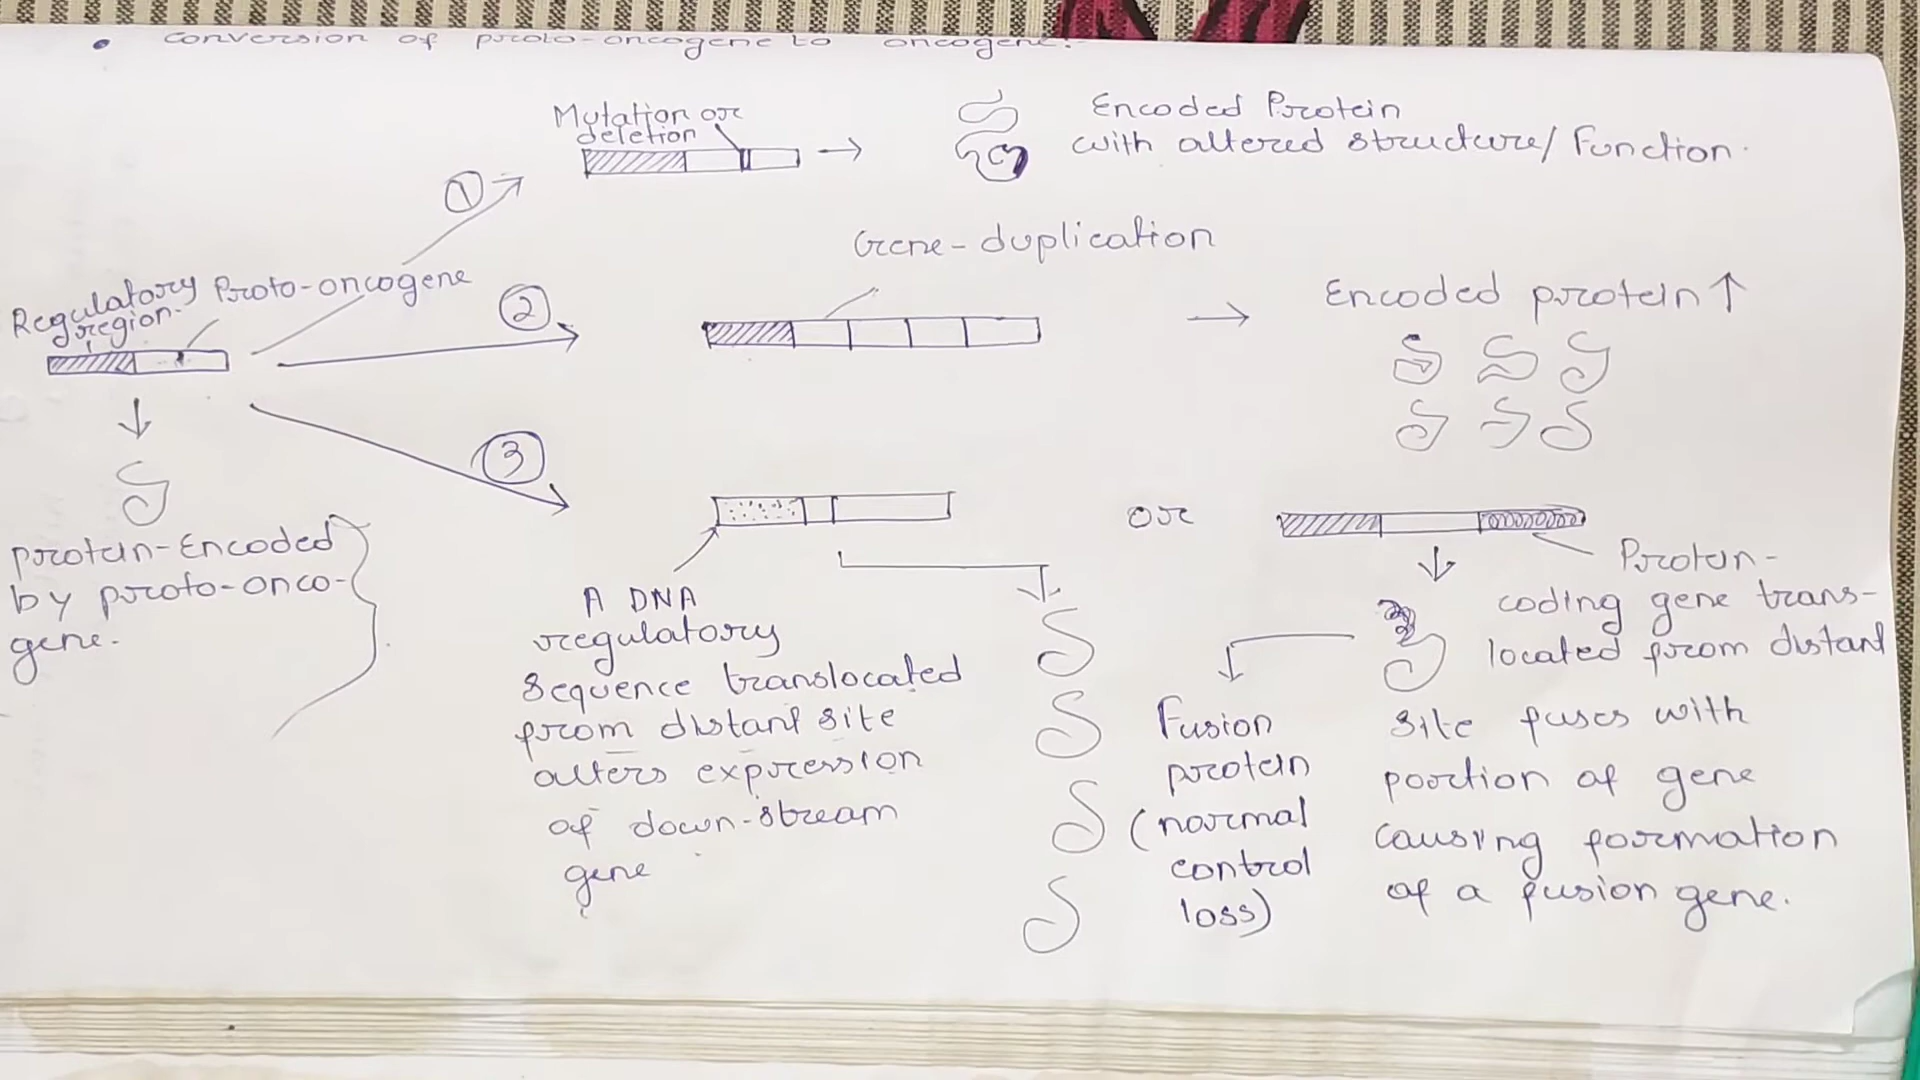 • Conversion of proto-oncogene to oncogene:-
Mutation or
deletion
Encoded Protein
with altered structure/Function.
①
Gene-duplication
Regulatory
region.
Proto-oncogene
②
Encoded protein↑
③
or
Protein-Encoded
by proto-onco-
gene.
A DNA
regulatory
sequence translocated
from distant site
alters expression
of down-stream
gene
Fusion
protein
(normal
control
loss)
Protein-
coding gene trans-
located from distant
site fuses with
portion of gene
causing formation
of a fusion gene.